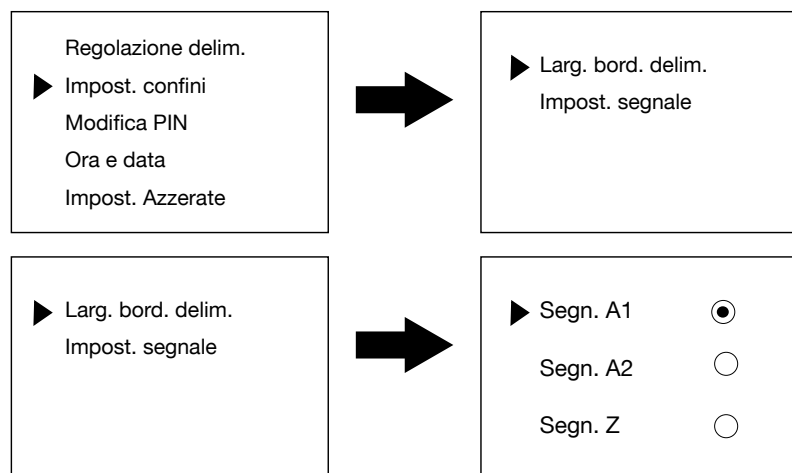 Regolazione delim.
Impost. confini
Modifica PIN
Ora e data
Impost. Azzerate
Larg. bord. delim.
Impost. segnale
Larg. bord. delim.
Impost. segnale
Segn. A1
Segn. A2
Segn. Z